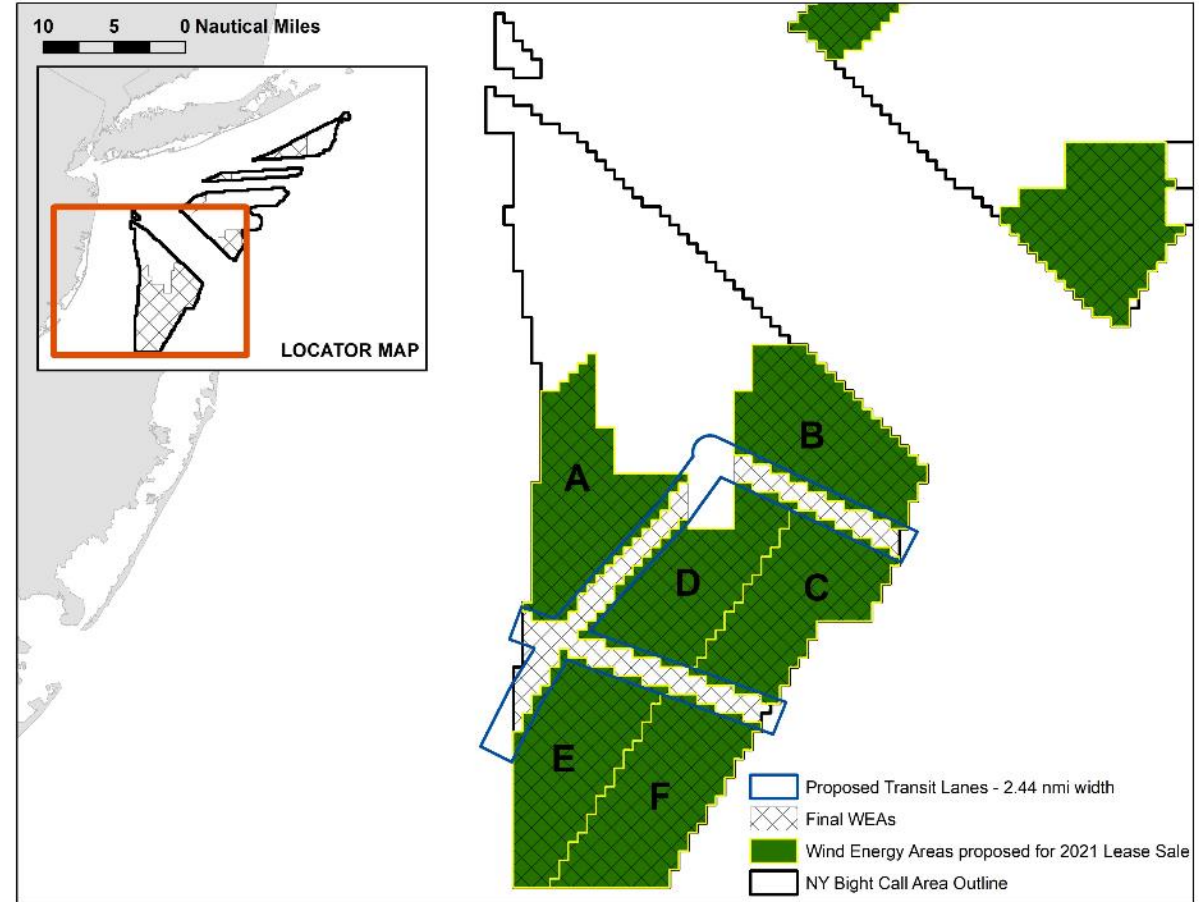 10 5 0 Nautical Miles
LOCATOR MAP
A
B
C
D
E
F
Proposed Transit Lanes - 2.44 nmi width
Final WEAs
Wind Energy Areas proposed for 2021 Lease Sale
NY Bight Call Area Outline